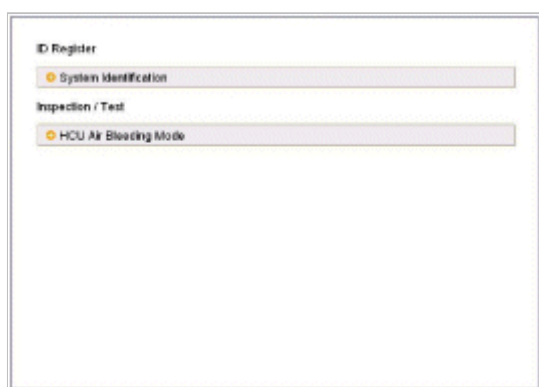 ID Register
System Identification
Inspection / Test
HCU Air Bleeding Mode